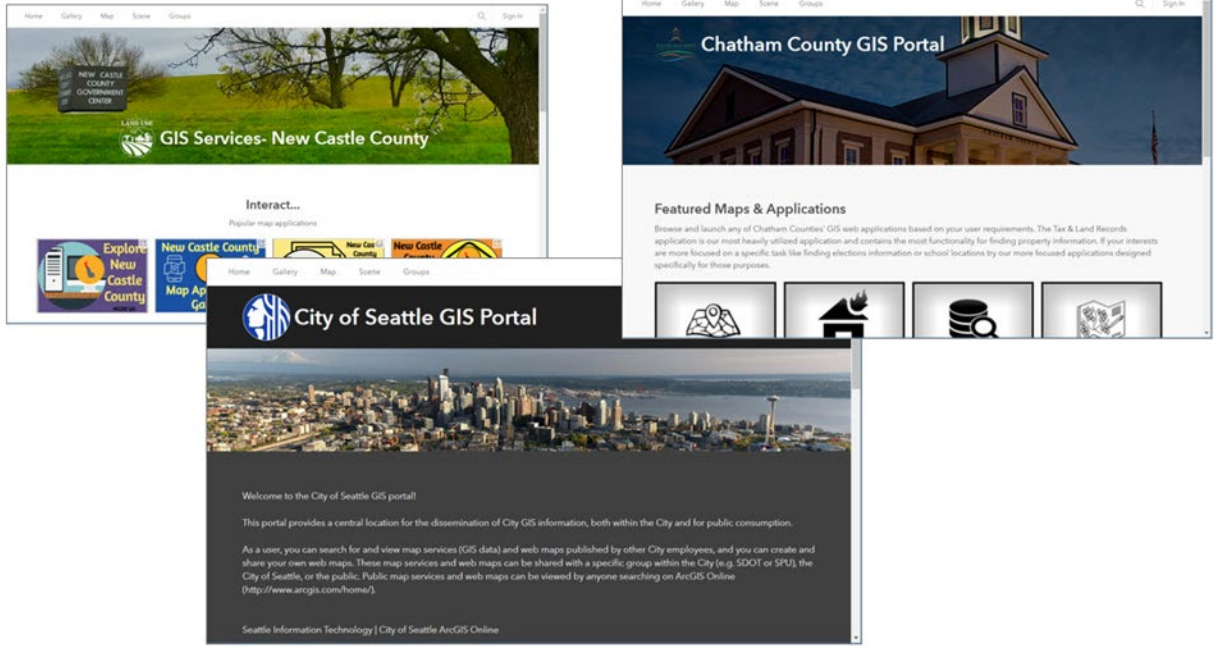 Home Gallery Map Scene Groups Sign In
NEW CASTLE
COUNTY
GOVERNMENT
CENTER
LAND USE
GIS Services- New Castle County
Interact...
Popular map applications
Explore
New
Castle
County
New Castle County
Map
New
County
New Castle
Home Gallery Map Scene Groups Sign In
Chatham County GIS Portal
Featured Maps & Applications
Browse and launch any of Chatham Counties' GIS web applications based on your user requirements. The Tax & Land Records
application is our most heavily utilized application and contains the most functionality for finding property information. If your interests
are more focused on a specific task like finding elections information or school locations try our more focused applications designed
specifically for those purposes.
Home Gallery Map Scene Groups
City of Seattle GIS Portal
Welcome to the City of Seattle GIS portal!
This portal provides a central location for the dissemination of City GIS information, both within the City and for public consumption.
As a user, you can search for and view map services (GIS data) and web maps published by other City employees, and you can create and
share your own web maps. These map services and web maps can be shared with a specific group within the City (e.g. SDOT or SPU), the
City of Seattle, or the public. Public map services and web maps can be viewed by anyone searching on ArcGIS Online
(http://www.arcgis.com/home/).
Seattle Information Technology | City of Seattle ArcGIS Online